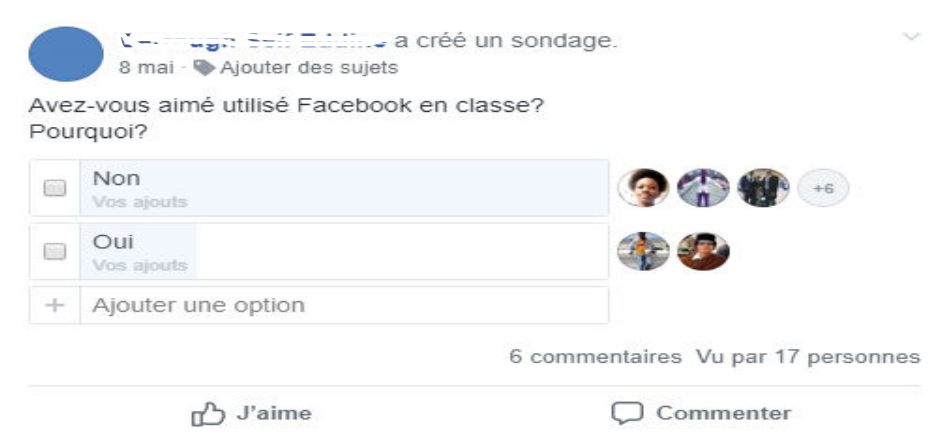 a créé un sondage.
8 mai · Ajouter des sujets
Avez-vous aimé utilisé Facebook en classe?
Pourquoi?
Non
Vos ajouts
+6
Oui
Vos ajouts
+ Ajouter une option
6 commentaires Vu par 17 personnes
J'aime Commenter